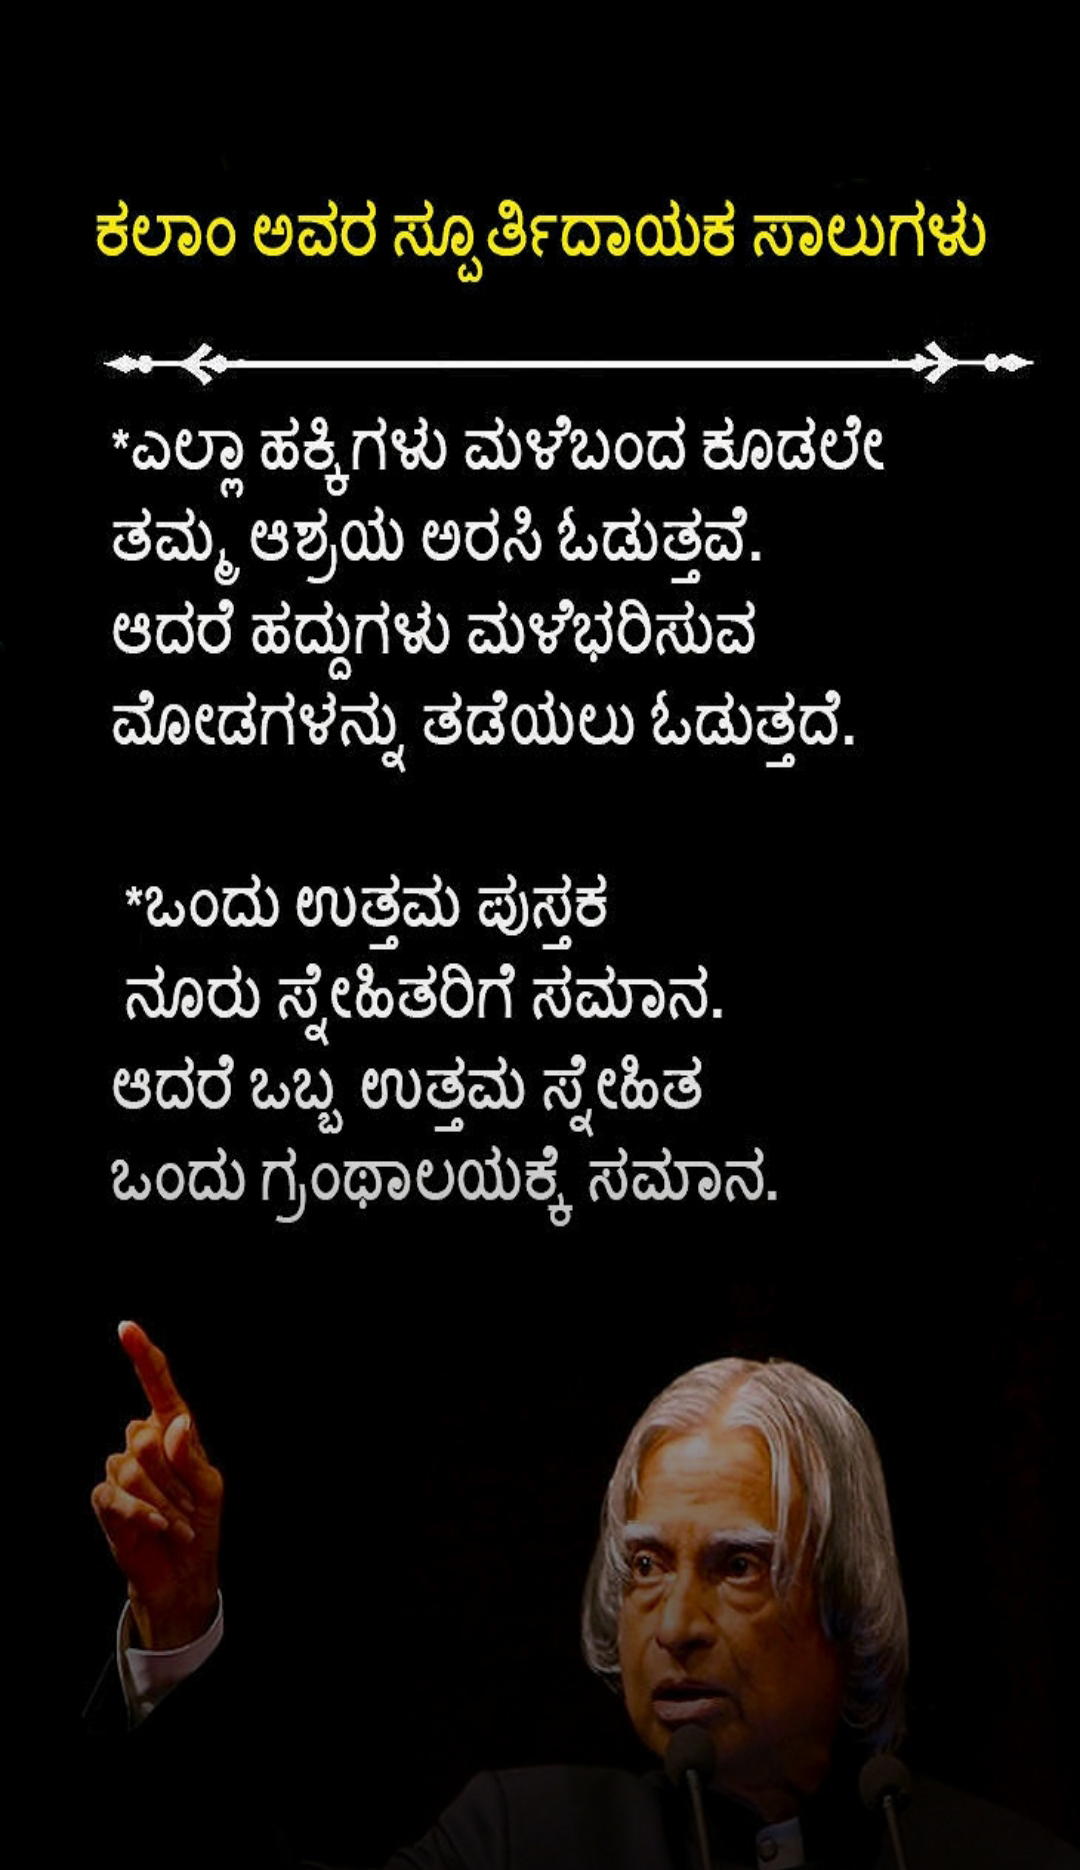 ಕಲಾಂ ಅವರ ಸ್ಪೂರ್ತಿದಾಯಕ ಸಾಲುಗಳು
*ಎಲ್ಲಾ ಹಕ್ಕಿಗಳು ಮಳೆಬಂದ ಕೂಡಲೇ
ತಮ್ಮ ಆಶ್ರಯ ಅರಸಿ ಓಡುತ್ತವೆ.
ಆದರೆ ಹದ್ದುಗಳು ಮಳೆಭರಿಸುವ
ಮೋಡಗಳನ್ನು ತಡೆಯಲು ಓಡುತ್ತದೆ.
*ಒಂದು ಉತ್ತಮ ಪುಸ್ತಕ
ನೂರು ಸ್ನೇಹಿತರಿಗೆ ಸಮಾನ.
ಆದರೆ ಒಬ್ಬ ಉತ್ತಮ ಸ್ನೇಹಿತ
ಒಂದು ಗ್ರಂಥಾಲಯಕ್ಕೆ ಸಮಾನ.